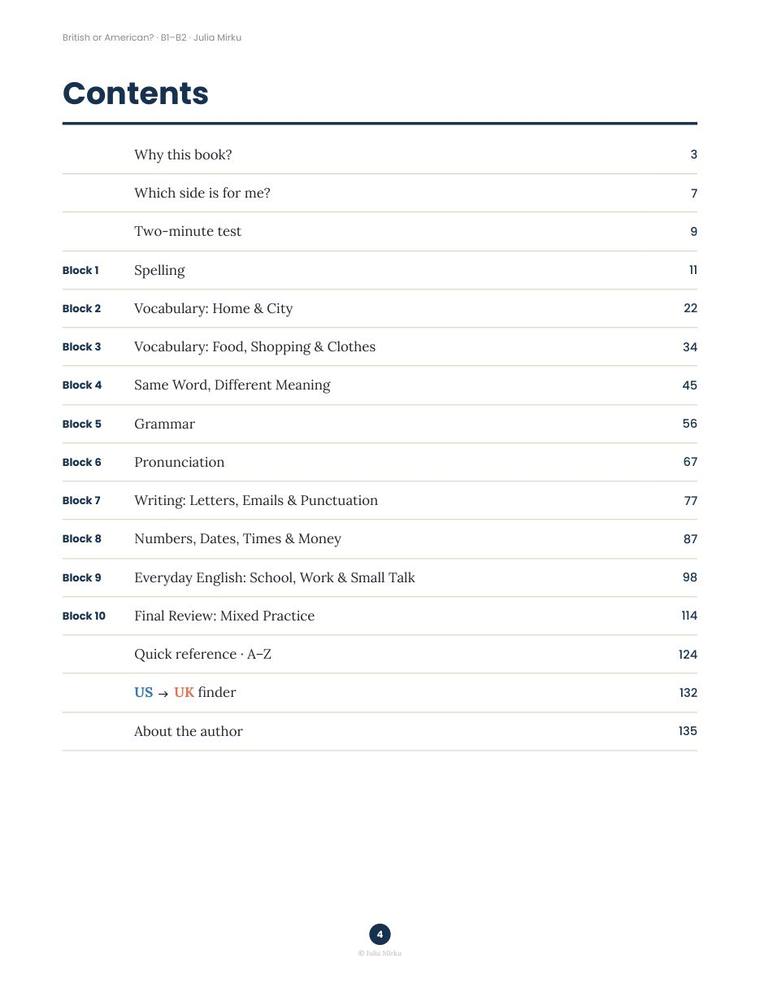 British or American? · B1–B2 · Julia Mirku
Contents
Why this book? 3
Which side is for me? 7
Two-minute test 9
Block 1 Spelling 11
Block 2 Vocabulary: Home & City 22
Block 3 Vocabulary: Food, Shopping & Clothes 34
Block 4 Same Word, Different Meaning 45
Block 5 Grammar 56
Block 6 Pronunciation 67
Block 7 Writing: Letters, Emails & Punctuation 77
Block 8 Numbers, Dates, Times & Money 87
Block 9 Everyday English: School, Work & Small Talk 98
Block 10 Final Review: Mixed Practice 114
Quick reference · A–Z 124
US → UK finder 132
About the author 135
4
© Julia Mirku